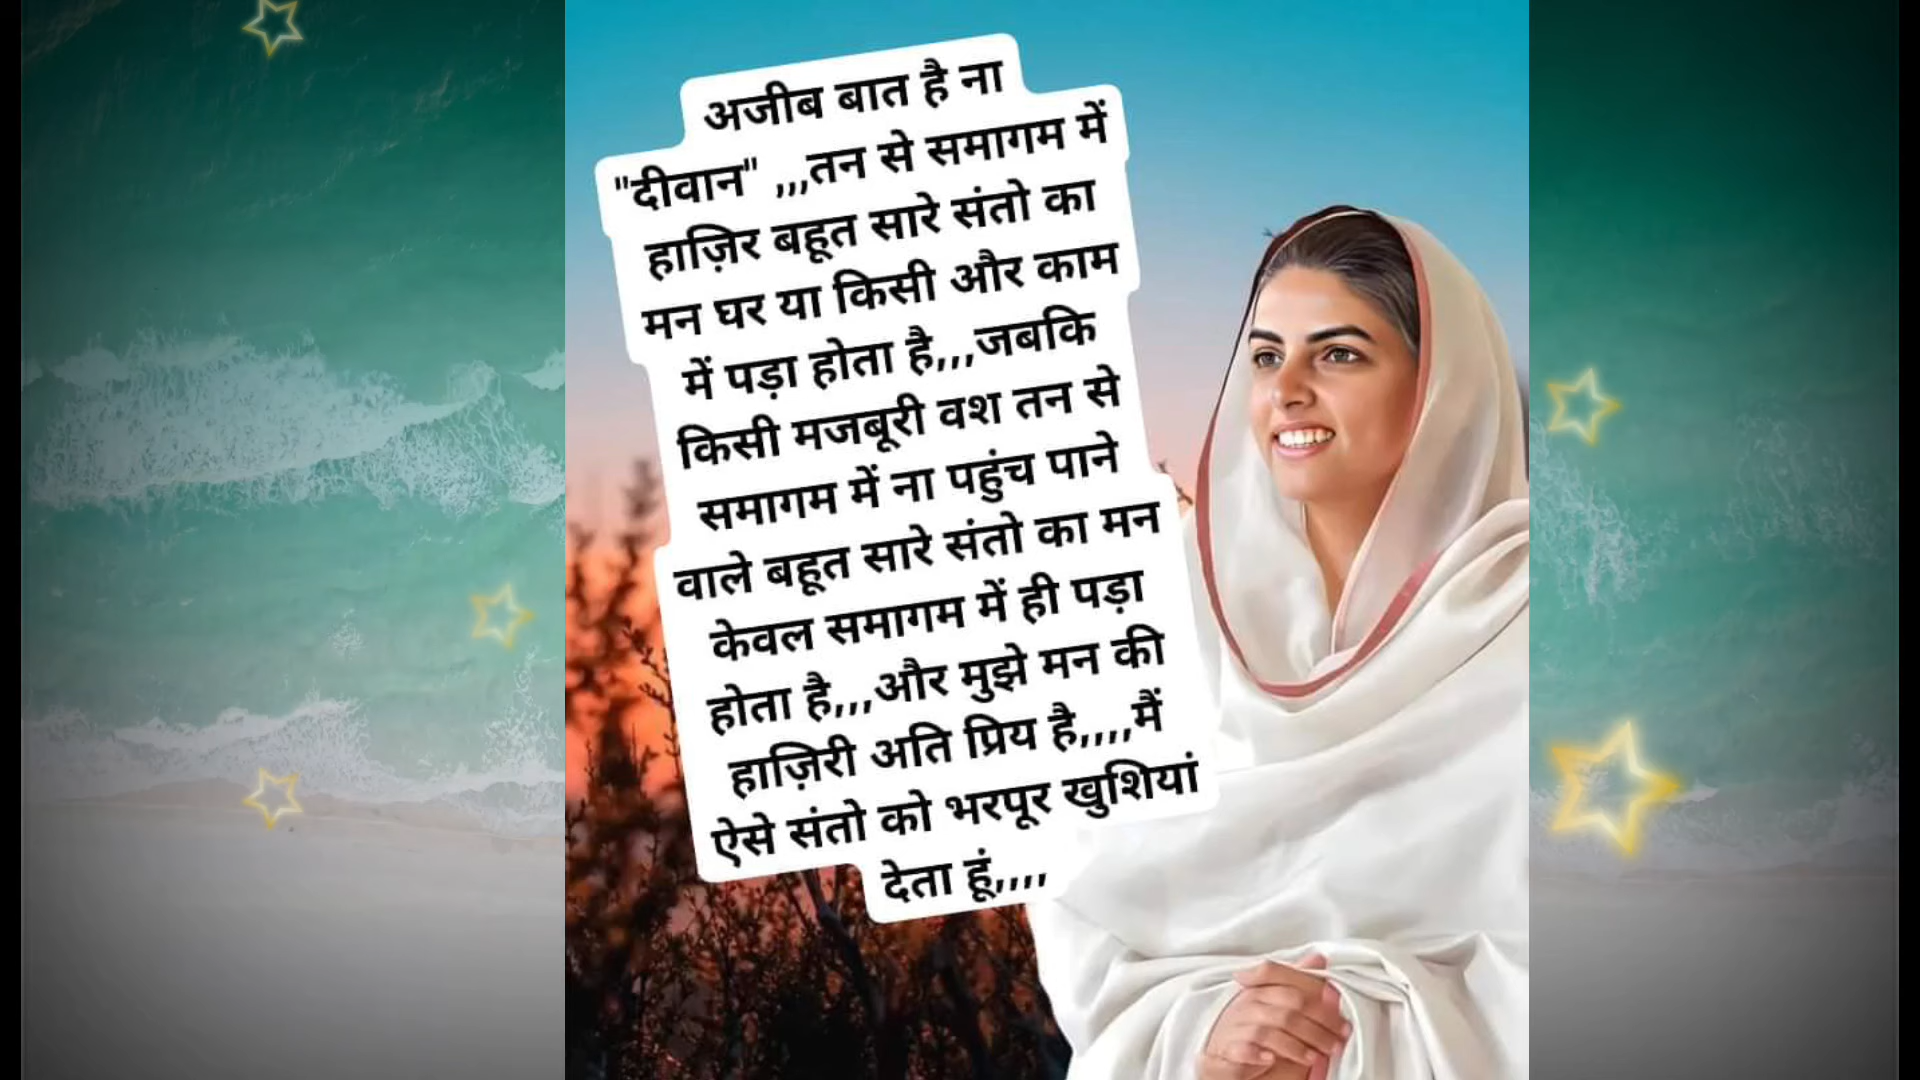 अजीब बात है ना
"दीवान" ,,,तन से समागम में
हाज़िर बहूत सारे संतो का
मन घर या किसी और काम
में पड़ा होता है,,,जबकि
किसी मजबूरी वश तन से
समागम में ना पहुंच पाने
वाले बहूत सारे संतो का मन
केवल समागम में ही पड़ा
होता है,,,और मुझे मन की
हाज़िरी अति प्रिय है,,,,मैं
ऐसे संतो को भरपूर खुशियां
देता हूं,,,,